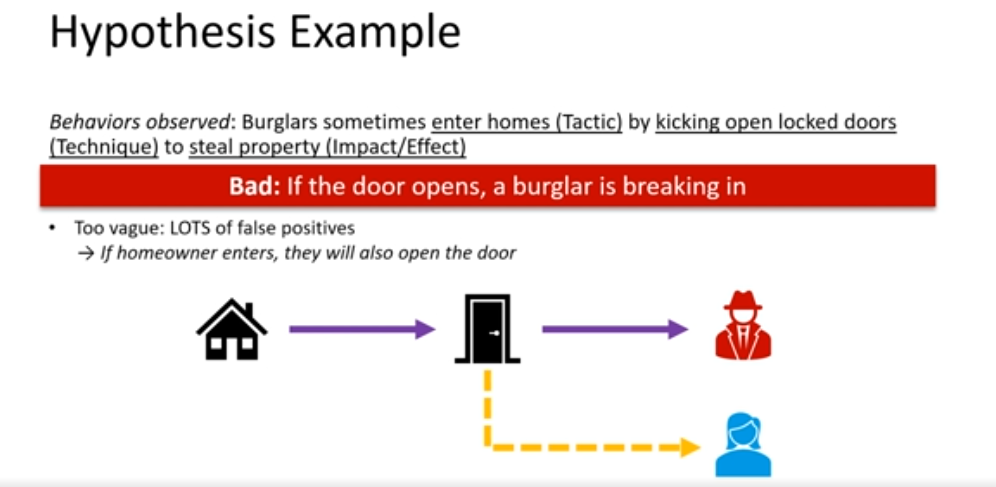 Hypothesis Example
Behaviors observed: Burglars sometimes enter homes (Tactic) by kicking open locked doors
(Technique) to steal property (Impact/Effect)
Bad: If the door opens, a burglar is breaking in
• Too vague: LOTS of false positives
→ If homeowner enters, they will also open the door